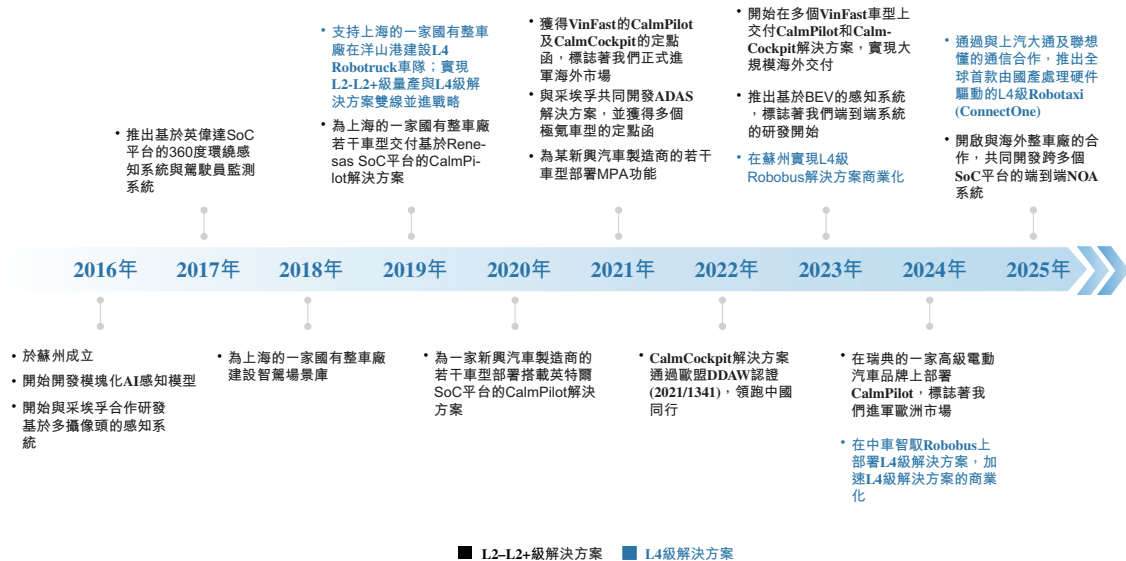 • 支持上海的一家國有整車
廠在洋山港建設L4
Robotruck車隊；實現
L2-L2+級量產與L4級解
決方案雙線並進戰略
• 為上海的一家國有整車廠
若干車型交付基於Rene-
sas SoC平台的CalmPi-
lot解決方案
• 獲得VinFast的CalmPilot
及CalmCockpit的定點
函，標誌著我們正式進
軍海外市場
• 與采埃孚共同開發ADAS
解決方案，並獲得多個
極氪車型的定點函
• 為某新興汽車製造商的若干
車型部署MPA功能
• 開始在多個VinFast車型上
交付CalmPilot和Calm-
Cockpit解決方案，實現大
規模海外交付
• 推出基於BEV的感知系統
，標誌著我們端到端系統
的研發開始
• 在蘇州實現L4級
Robobus解決方案商業化
• 通過與上汽大通及聯想
懂的通信合作，推出全
球首款由國產處理硬件
驅動的L4級Robotaxi
(ConnectOne)
• 開啟與海外整車廠的合
作，共同開發跨多個
SoC平台的端到端NOA
系統
• 推出基於英偉達SoC
平台的360度環繞感
知系統與駕駛員監測
系統
2016年 2017年 2018年 2019年 2020年 2021年 2022年 2023年 2024年 2025年
• 於蘇州成立
• 開始開發模塊化AI感知模型
• 開始與采埃孚合作研發
基於多攝像頭的感知系
統
• 為上海的一家國有整車廠
建設智駕場景庫
• 為一家新興汽車製造商的
若干車型部署搭載英特爾
SoC平台的CalmPilot解決
方案
• CalmCockpit解決方案
通過歐盟DDAW認證
(2021/1341)，領跑中國
同行
• 在瑞典的一家高級電動
汽車品牌上部署
CalmPilot，標誌著我
們進軍歐洲市場
• 在中車智馭Robobus上
部署L4級解決方案，加
速L4級解決方案的商業
化
L2–L2+級解決方案 L4級解決方案